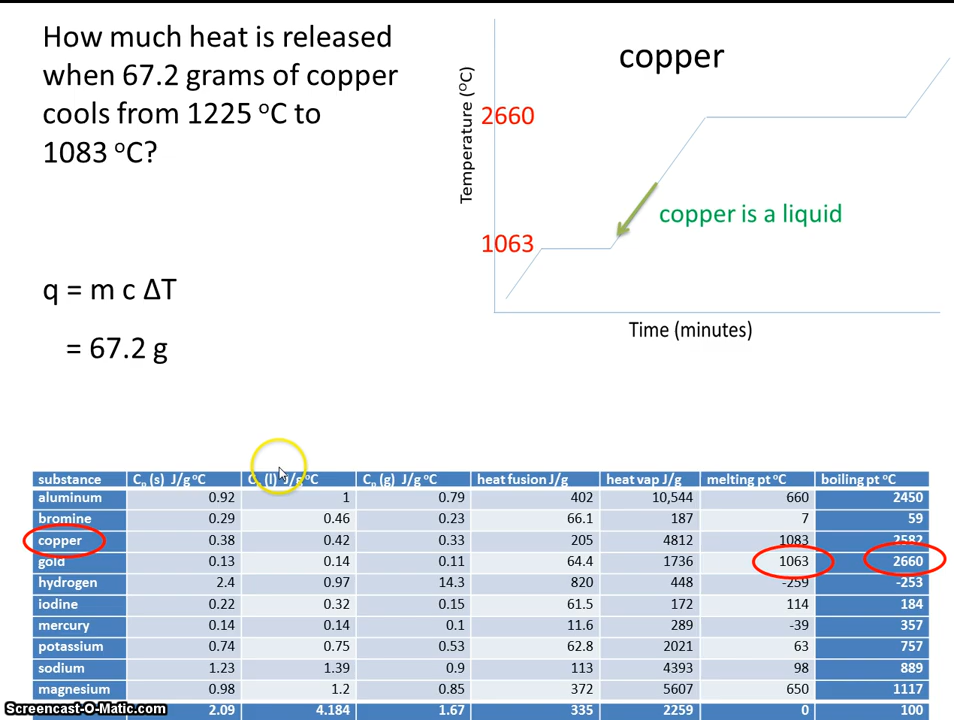 How much heat is released
when 67.2 grams of copper
cools from 1225 °C to
1083 °C?
q = m c ΔT
= 67.2 g
copper
Temperature (°C)
2660
1063
copper is a liquid
Time (minutes)
substance Cp (s) J/g °C (l) J/g °C Cp (g) J/g °C heat fusion J/g heat vap J/g melting pt °C boiling pt °C
aluminum 0.92 1 0.79 402 10,544 660 2450
bromine 0.29 0.46 0.23 66.1 187 7 59
copper 0.38 0.42 0.33 205 4812 1083 2582
gold 0.13 0.14 0.11 64.4 1736 1063 2660
hydrogen 2.4 0.97 14.3 820 448 -259 -253
iodine 0.22 0.32 0.15 61.5 172 114 184
mercury 0.14 0.14 0.1 11.6 289 -39 357
potassium 0.74 0.75 0.53 62.8 2021 63 757
sodium 1.23 1.39 0.9 113 4393 98 889
magnesium 0.98 1.2 0.85 372 5607 650 1117
2.09 4.184 1.67 335 2259 0 100
Screencast-O-Matic.com